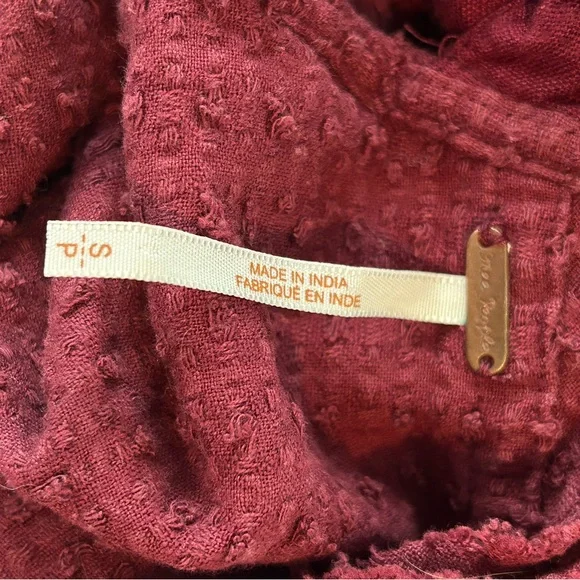 S
P
MADE IN INDIA
FABRIQUÉ EN INDE
free people